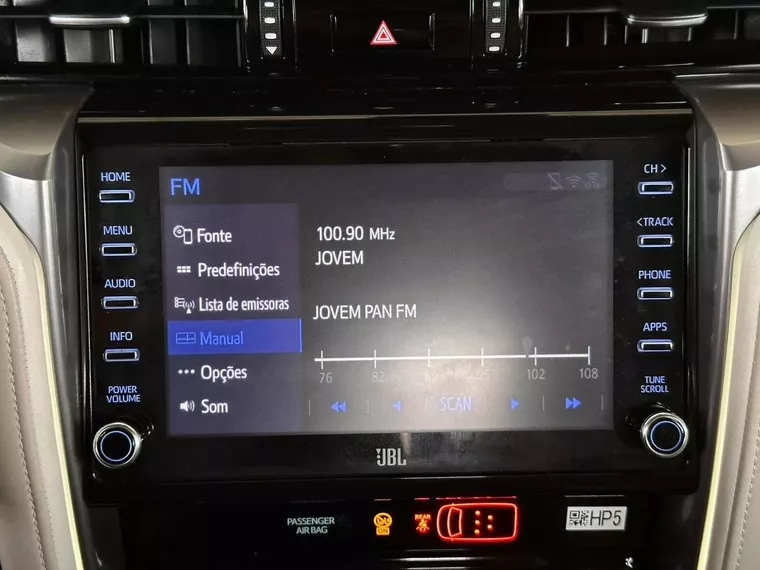 HOME
MENU
AUDIO
INFO
POWER
VOLUME
FM
Fonte
Predefinições
Lista de emissoras
Manual
Opções
Som
100.90 MHz
JOVEM
JOVEM PAN FM
76 82 102 108
SCAN
CH >
<TRACK
PHONE
APPS
TUNE
SCROLL
JBL
PASSENGER
AIR BAG
REAR
HP5